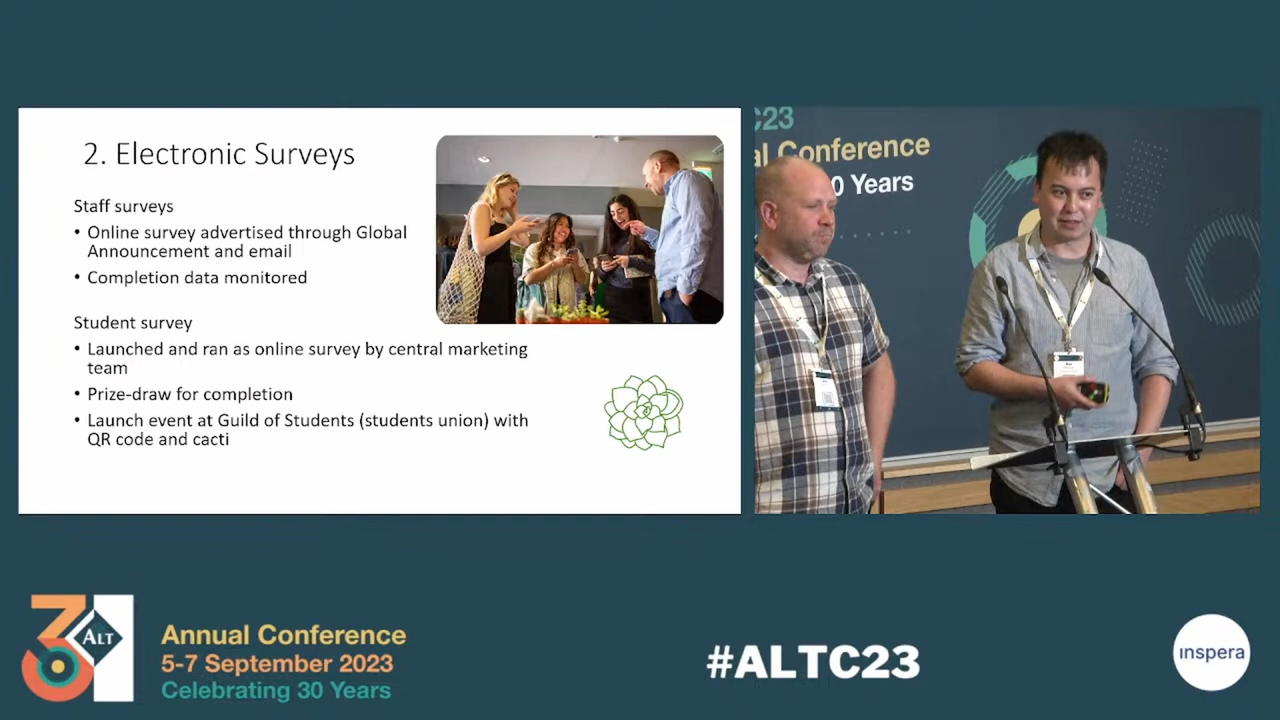 2. Electronic Surveys
Staff surveys
• Online survey advertised through Global
Announcement and email
• Completion data monitored
Student survey
• Launched and ran as online survey by central marketing
team
• Prize-draw for completion
• Launch event at Guild of Students (students union) with
QR code and cacti
C23
al Conference
0 Years
ALT
Annual Conference
5-7 September 2023
Celebrating 30 Years
#ALTC23
inspera